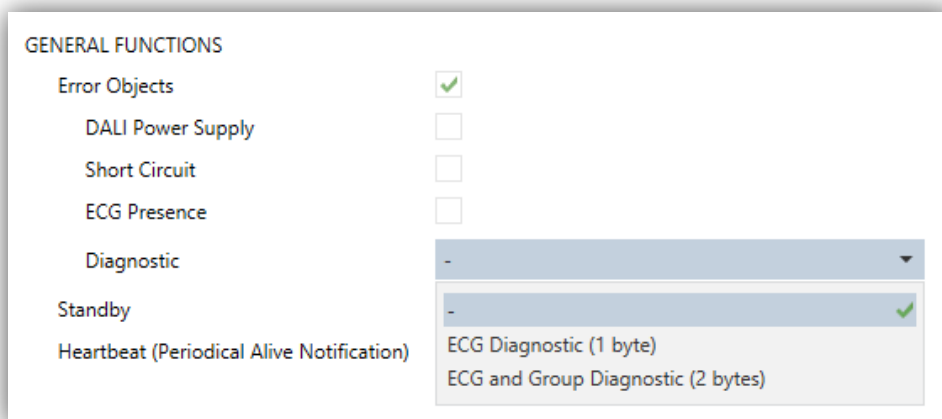 GENERAL FUNCTIONS
Error Objects
DALI Power Supply
Short Circuit
ECG Presence
Diagnostic -
Standby -
Heartbeat (Periodical Alive Notification) ECG Diagnostic (1 byte)
ECG and Group Diagnostic (2 bytes)